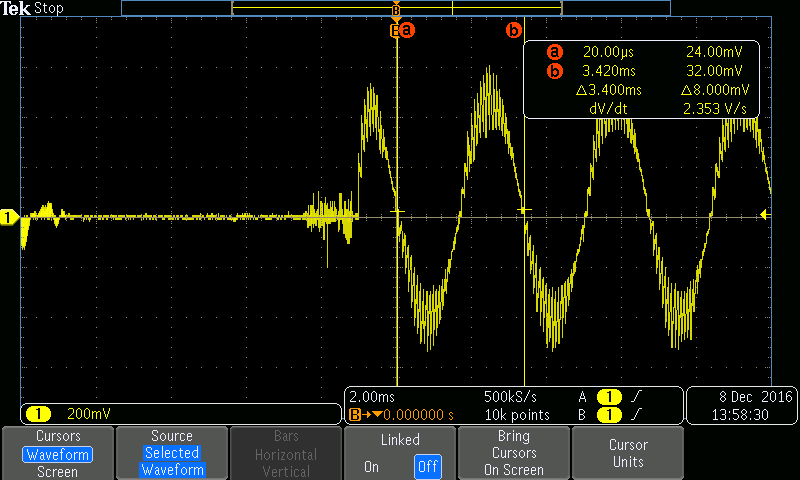 Tek Stop
B
B a b
a 20.00µs 24.00mV
b 3.420ms 32.00mV
Δ3.400ms Δ8.000mV
dV/dt 2.353 V/s
1
1 200mV
2.00ms 500kS/s A 1
B→▼0.000000 s 10k points B 1
8 Dec 2016
13:58:30
Cursors
Waveform
Screen
Source
Selected
Waveform
Bars
Horizontal
Vertical
Linked
On Off
Bring
Cursors
On Screen
Cursor
Units